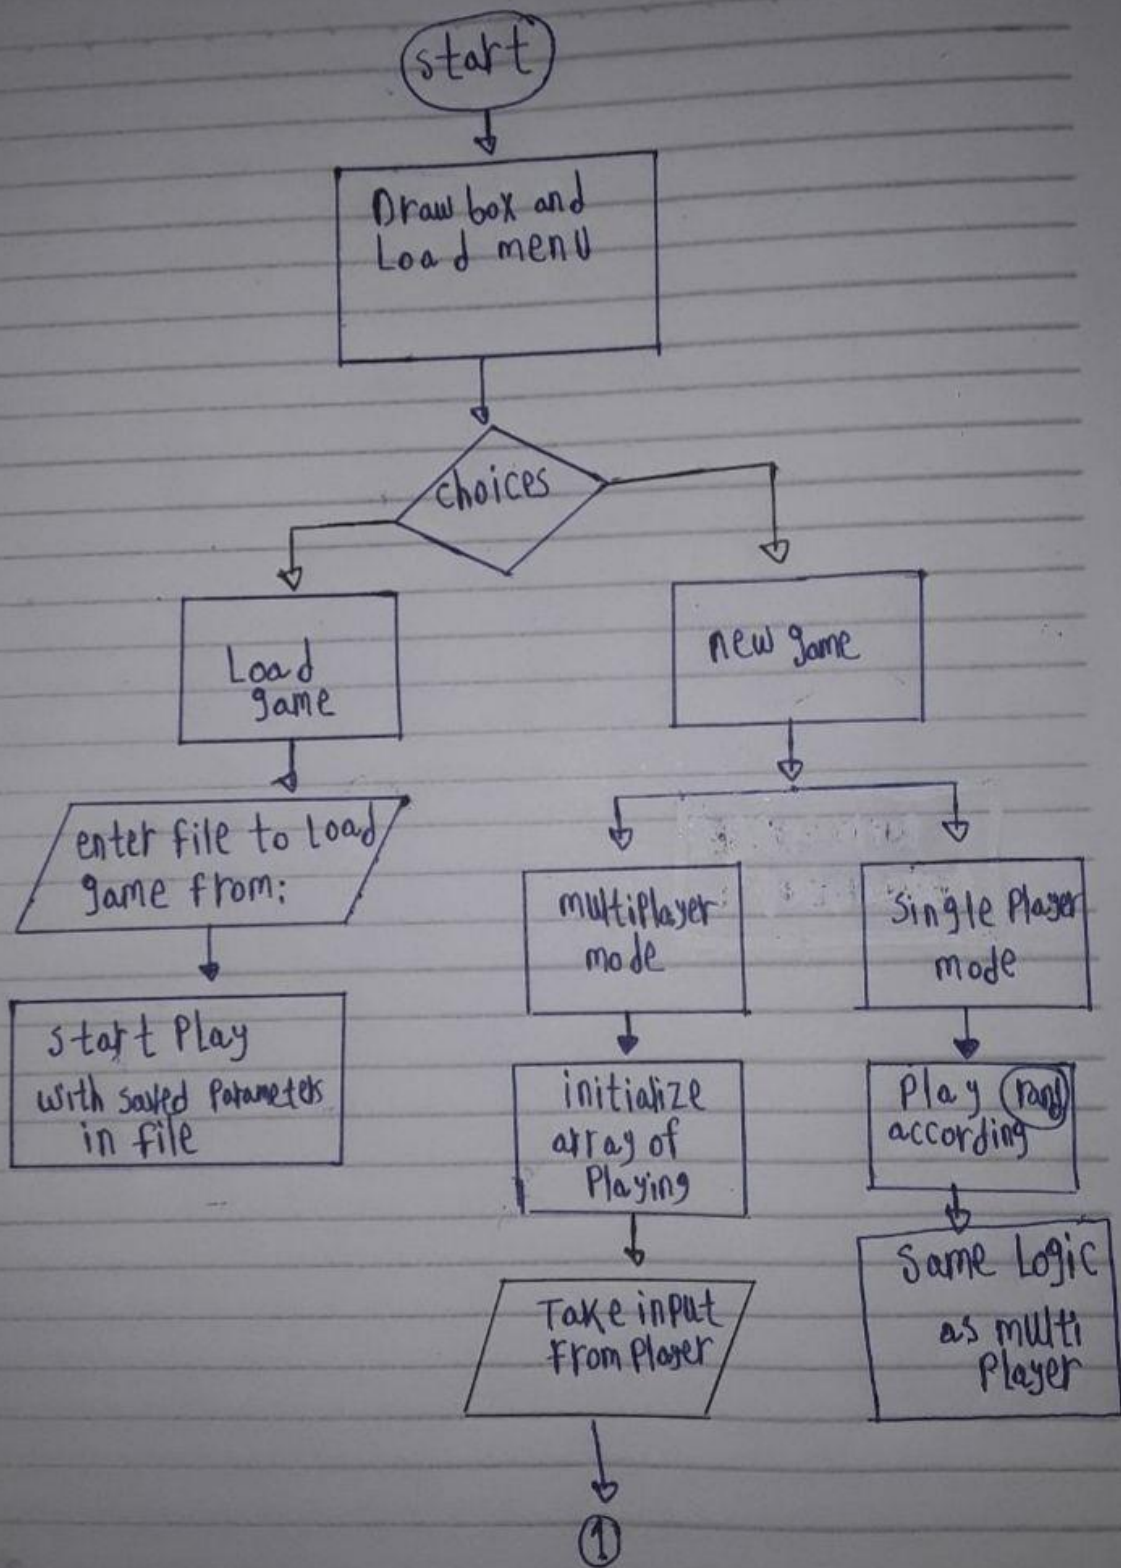 start
Draw box and
Load menu
choices
Load
game
new game
enter file to Load
game from:
multiplayer
mode
Single Player
mode
start Play
with saved Parameters
in file
initialize
array of
Playing
Play rand
according
Take input
from Player
Same Logic
as multi
Player
1